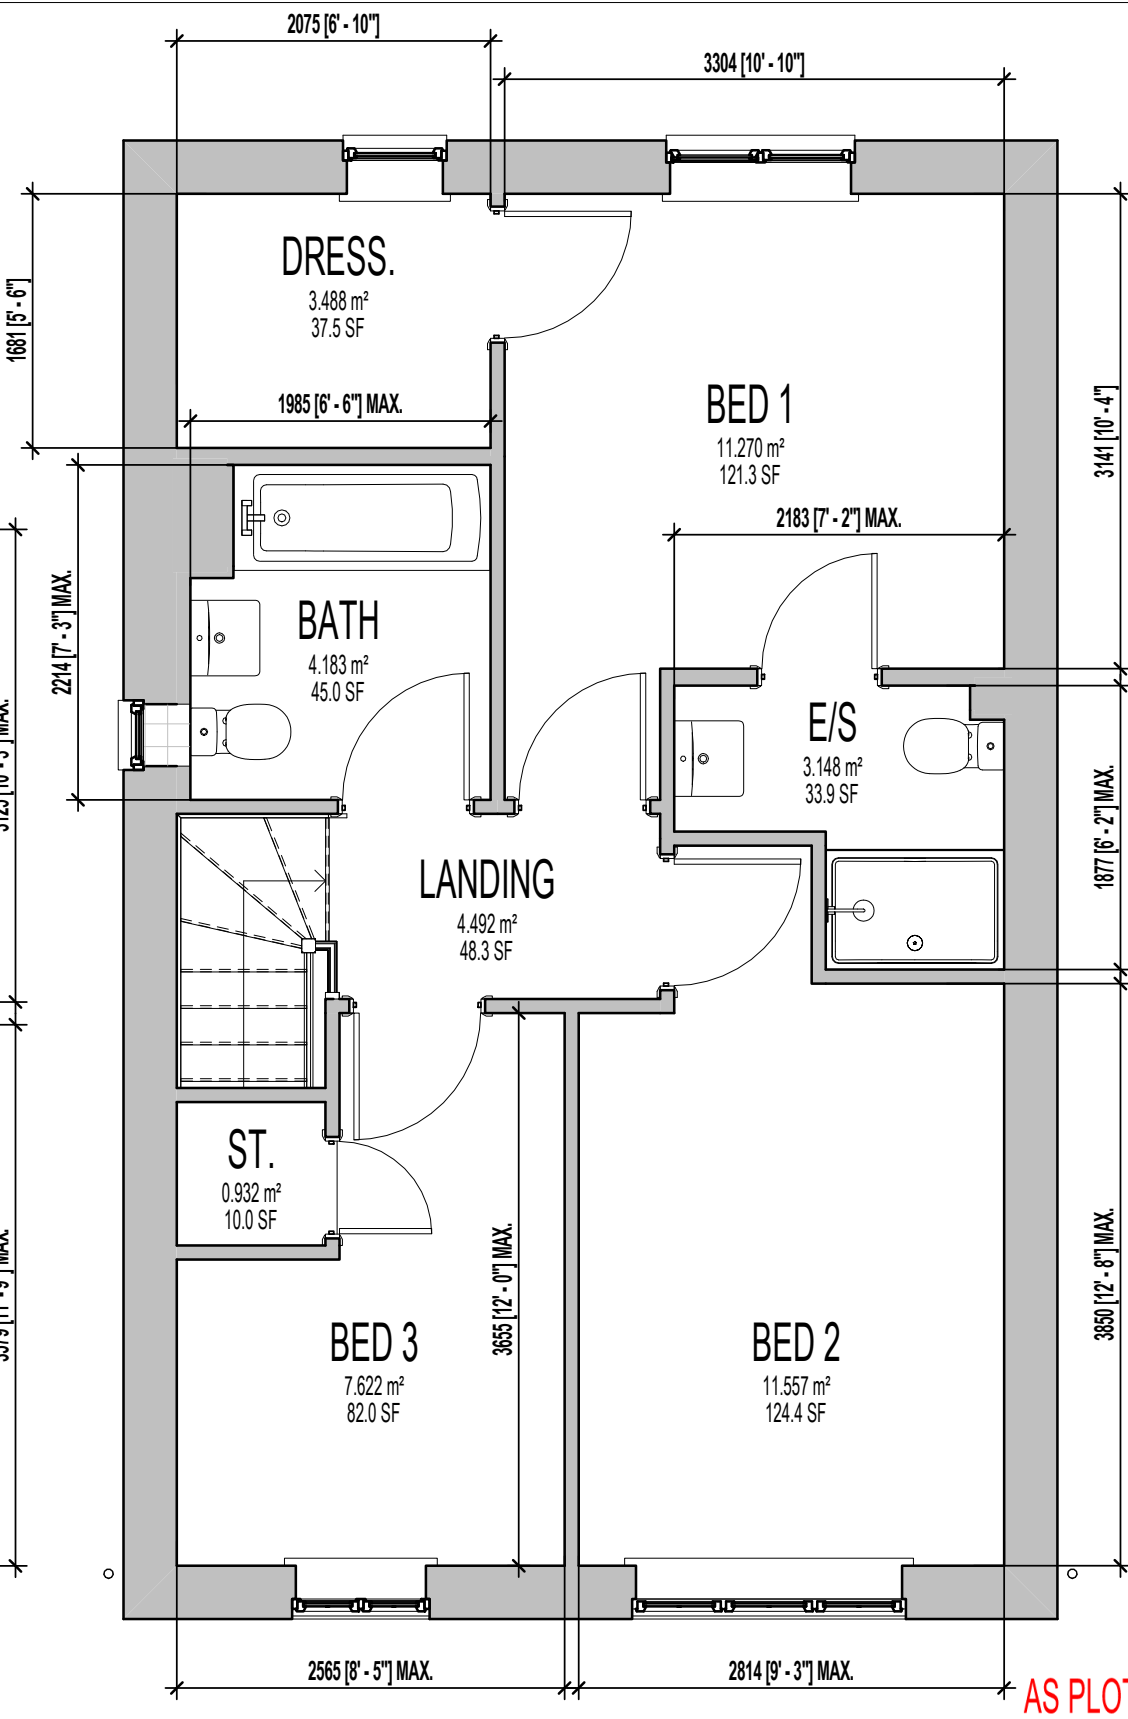 2075 [6' - 10"]
3304 [10' - 10"]
DRESS.
3.488 m²
37.5 SF
1681 [5' - 6"]
1985 [6' - 6"] MAX.
BED 1
11.270 m²
121.3 SF
3141 [10' - 4"]
2183 [7' - 2"] MAX.
2214 [7' - 3"] MAX.
BATH
4.183 m²
45.0 SF
E/S
3.148 m²
33.9 SF
1877 [6' - 2"] MAX.
LANDING
4.492 m²
48.3 SF
ST.
0.932 m²
10.0 SF
3655 [12' - 0"] MAX.
3850 [12' - 8"] MAX.
BED 3
7.622 m²
82.0 SF
BED 2
11.557 m²
124.4 SF
2565 [8' - 5"] MAX.
2814 [9' - 3"] MAX.
AS PLOT